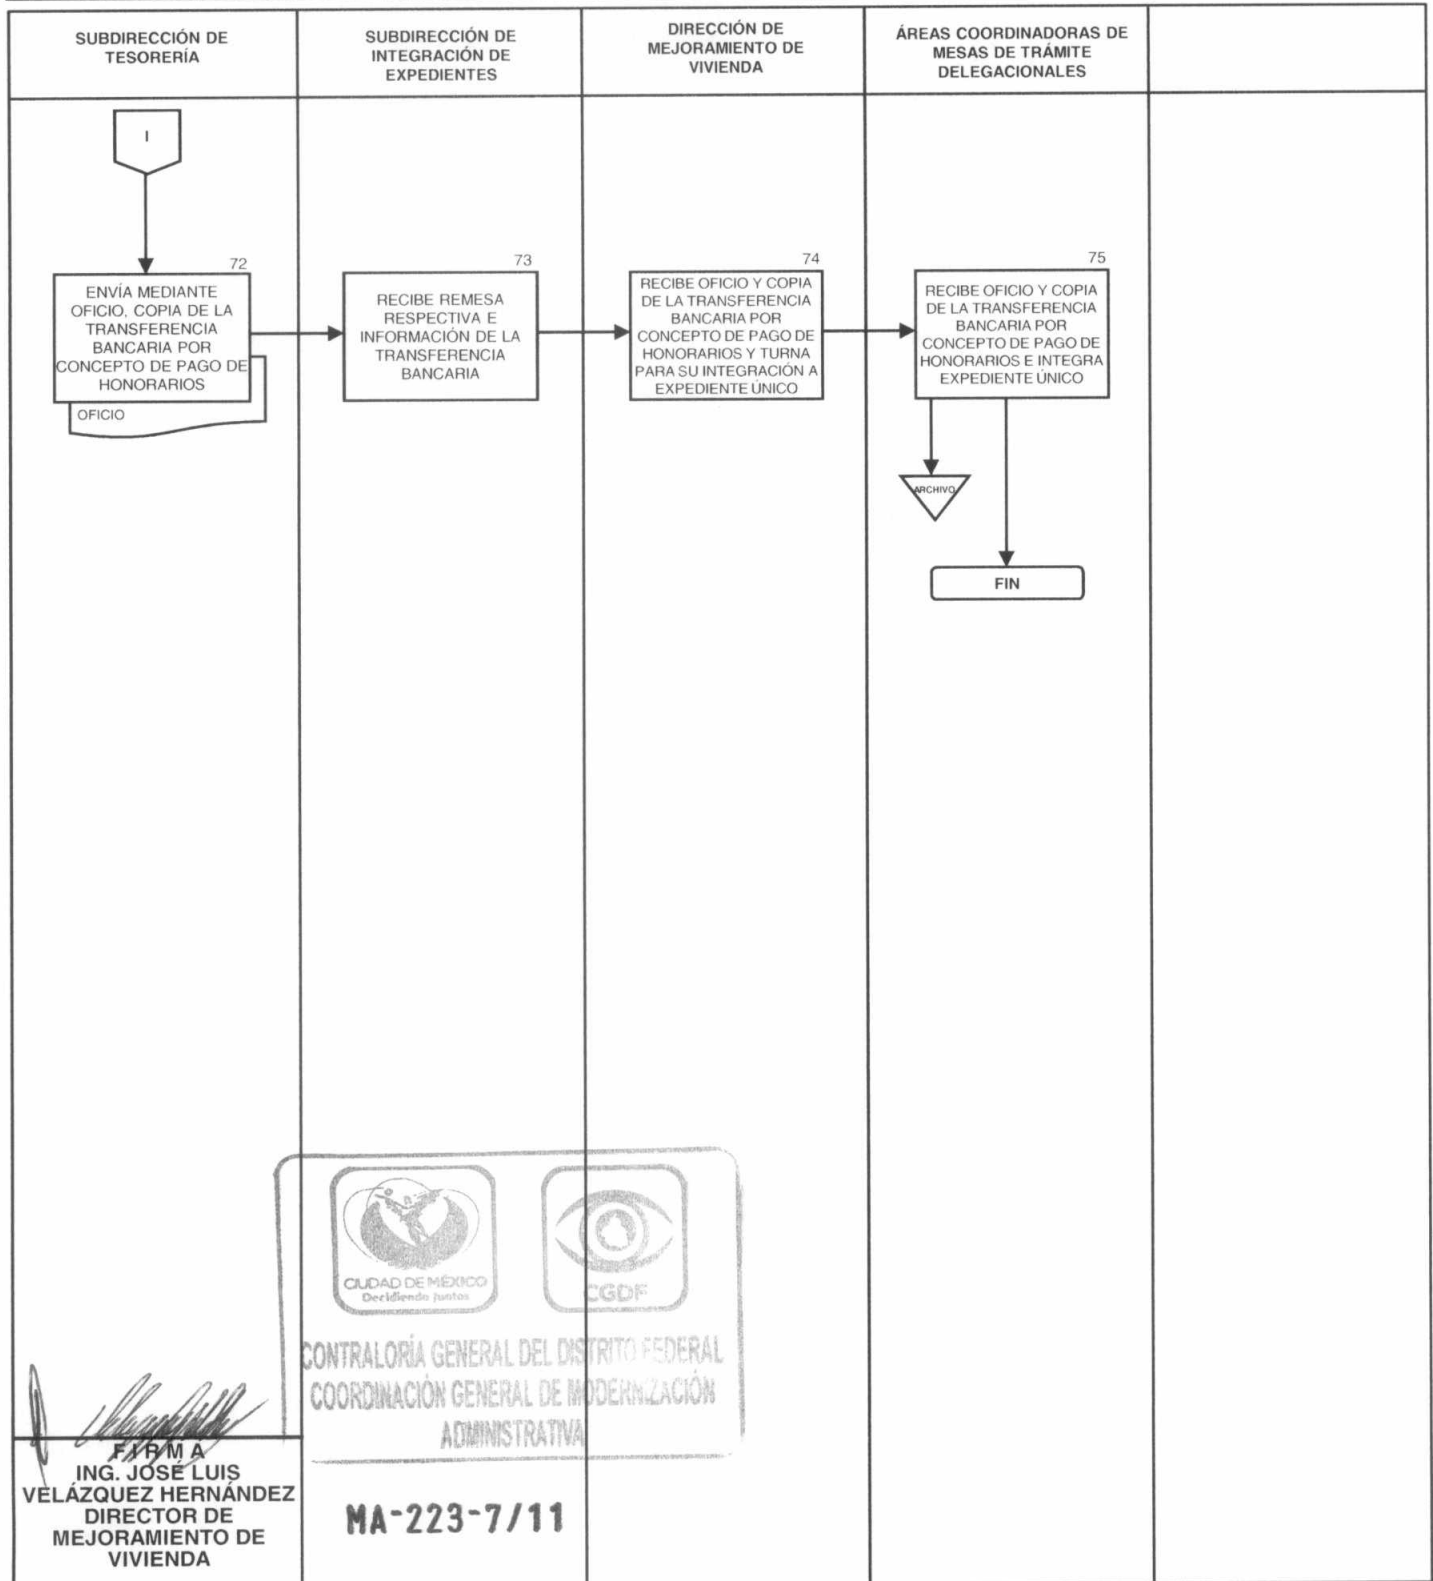 SUBDIRECCIÓN DE
TESORERÍA
SUBDIRECCIÓN DE
INTEGRACIÓN DE
EXPEDIENTES
DIRECCIÓN DE
MEJORAMIENTO DE
VIVIENDA
ÁREAS COORDINADORAS DE
MESAS DE TRÁMITE
DELEGACIONALES
I
72
ENVÍA MEDIANTE
OFICIO, COPIA DE LA
TRANSFERENCIA
BANCARIA POR
CONCEPTO DE PAGO DE
HONORARIOS
OFICIO
73
RECIBE REMESA
RESPECTIVA E
INFORMACIÓN DE LA
TRANSFERENCIA
BANCARIA
74
RECIBE OFICIO Y COPIA
DE LA TRANSFERENCIA
BANCARIA POR
CONCEPTO DE PAGO DE
HONORARIOS Y TURNA
PARA SU INTEGRACIÓN A
EXPEDIENTE ÚNICO
75
RECIBE OFICIO Y COPIA
DE LA TRANSFERENCIA
BANCARIA POR
CONCEPTO DE PAGO DE
HONORARIOS E INTEGRA
EXPEDIENTE ÚNICO
ARCHIVO
FIN
CIUDAD DE MÉXICO
Decidiendo Juntos
CGDF
CONTRALORÍA GENERAL DEL DISTRITO FEDERAL
COORDINACIÓN GENERAL DE MODERNIZACIÓN
ADMINISTRATIVA
FIRMA
ING. JOSÉ LUIS
VELÁZQUEZ HERNÁNDEZ
DIRECTOR DE
MEJORAMIENTO DE
VIVIENDA
MA-223-7/11